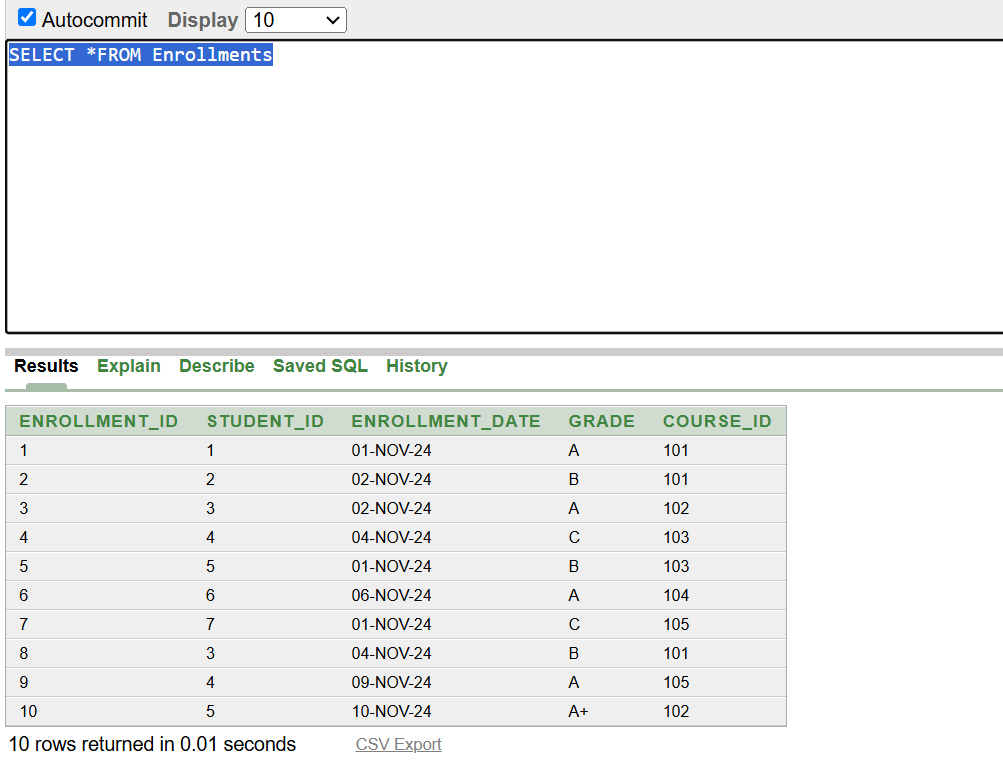 Autocommit Display 10
SELECT *FROM Enrollments
Results Explain Describe Saved SQL History
ENROLLMENT_ID STUDENT_ID ENROLLMENT_DATE GRADE COURSE_ID
1 1 01-NOV-24 A 101
2 2 02-NOV-24 B 101
3 3 02-NOV-24 A 102
4 4 04-NOV-24 C 103
5 5 01-NOV-24 B 103
6 6 06-NOV-24 A 104
7 7 01-NOV-24 C 105
8 3 04-NOV-24 B 101
9 4 09-NOV-24 A 105
10 5 10-NOV-24 A+ 102
10 rows returned in 0.01 seconds CSV Export